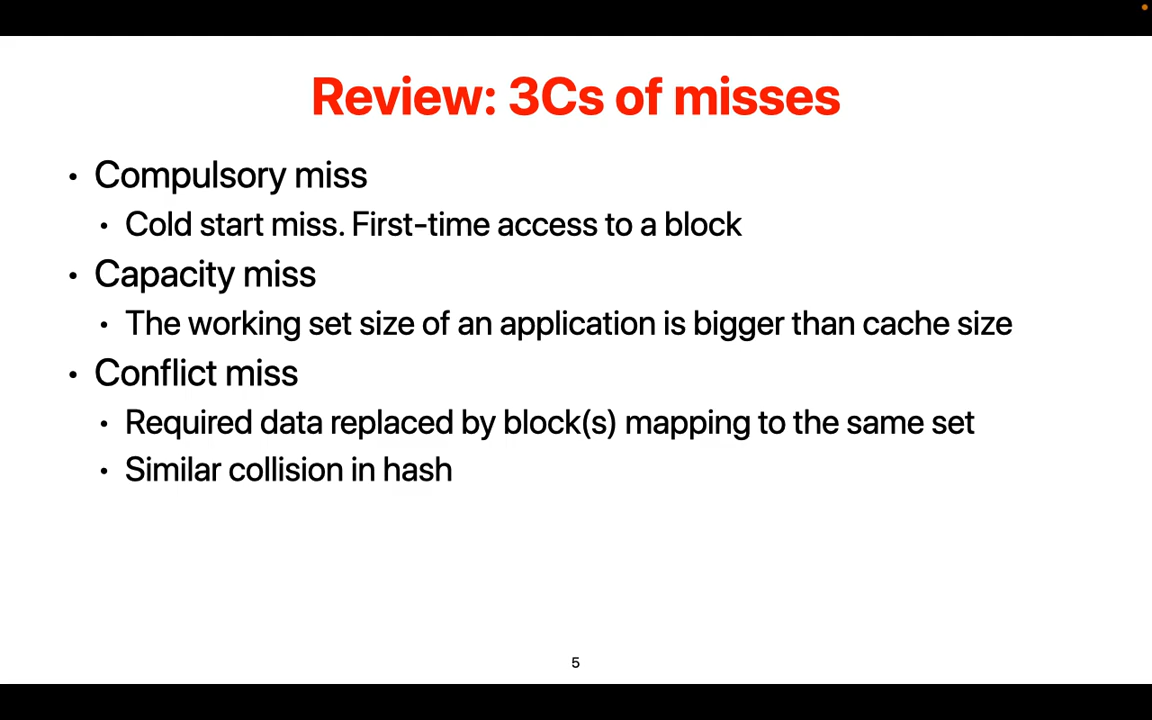 Review: 3Cs of misses
• Compulsory miss
• Cold start miss. First-time access to a block
• Capacity miss
• The working set size of an application is bigger than cache size
• Conflict miss
• Required data replaced by block(s) mapping to the same set
• Similar collision in hash
5